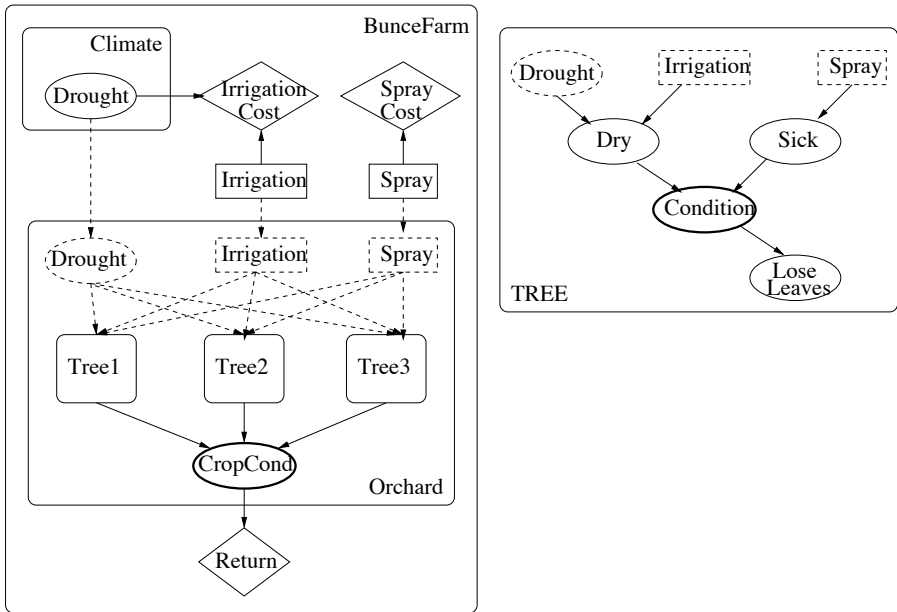 BunceFarm
Climate
Drought
Irrigation
Cost
Spray
Cost
Irrigation
Spray
Drought
Irrigation
Spray
Tree1
Tree2
Tree3
CropCond
Orchard
Return
Drought
Irrigation
Spray
Dry
Sick
Condition
Lose
Leaves
TREE